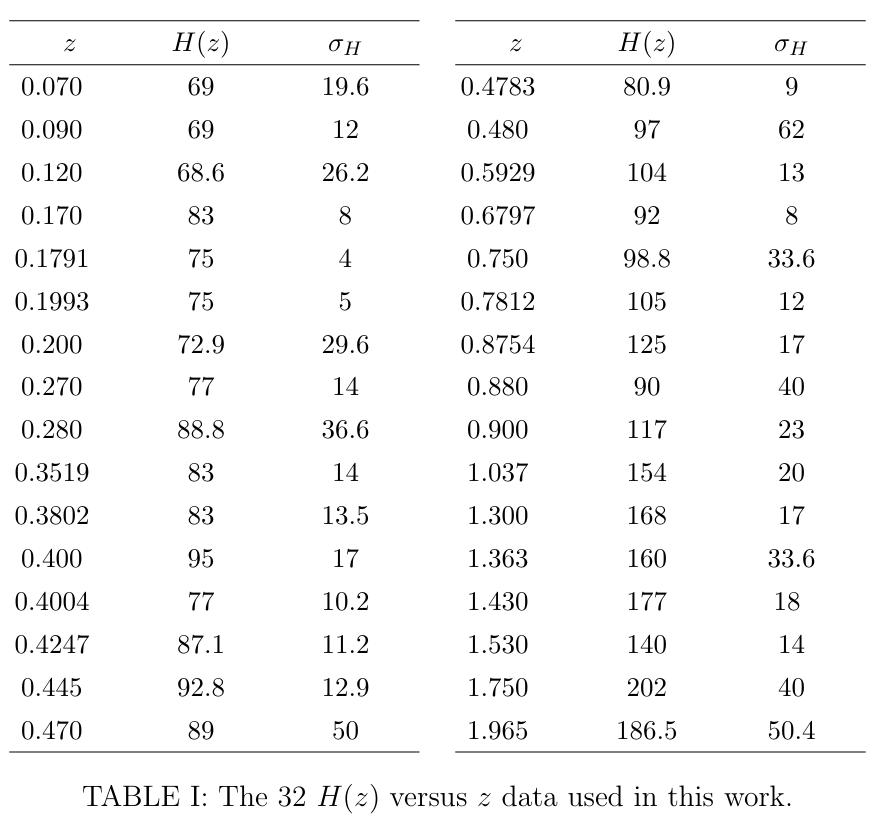 z H(z) σH z H(z) σH
0.070 69 19.6 0.4783 80.9 9
0.090 69 12 0.480 97 62
0.120 68.6 26.2 0.5929 104 13
0.170 83 8 0.6797 92 8
0.1791 75 4 0.750 98.8 33.6
0.1993 75 5 0.7812 105 12
0.200 72.9 29.6 0.8754 125 17
0.270 77 14 0.880 90 40
0.280 88.8 36.6 0.900 117 23
0.3519 83 14 1.037 154 20
0.3802 83 13.5 1.300 168 17
0.400 95 17 1.363 160 33.6
0.4004 77 10.2 1.430 177 18
0.4247 87.1 11.2 1.530 140 14
0.445 92.8 12.9 1.750 202 40
0.470 89 50 1.965 186.5 50.4
TABLE I: The 32 H(z) versus z data used in this work.